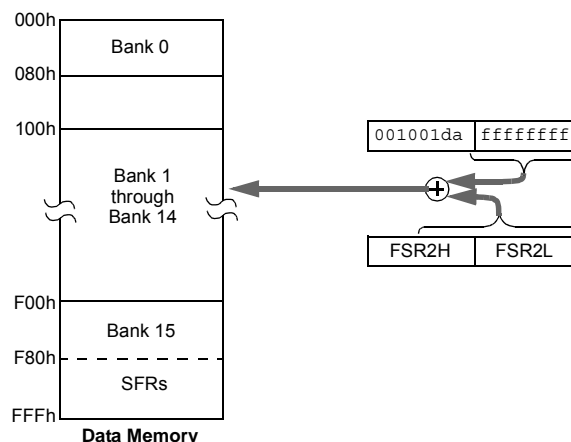 000h
Bank 0
080h
100h
001001da ffffffff
Bank 1
through
Bank 14
+
FSR2H FSR2L
F00h
Bank 15
F80h
SFRs
FFFh
Data Memory